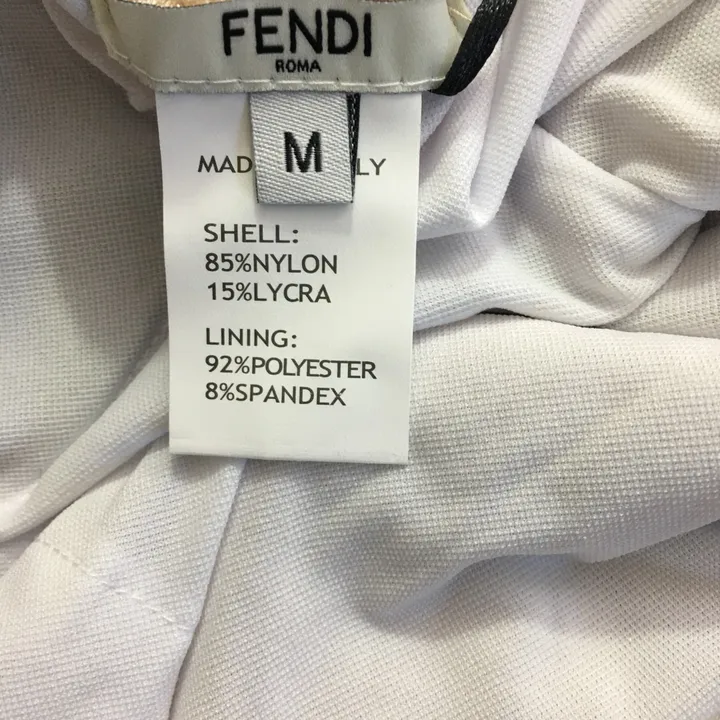 FENDI
ROMA
M
MAD LY
SHELL:
85%NYLON
15%LYCRA
LINING:
92%POLYESTER
8%SPANDEX